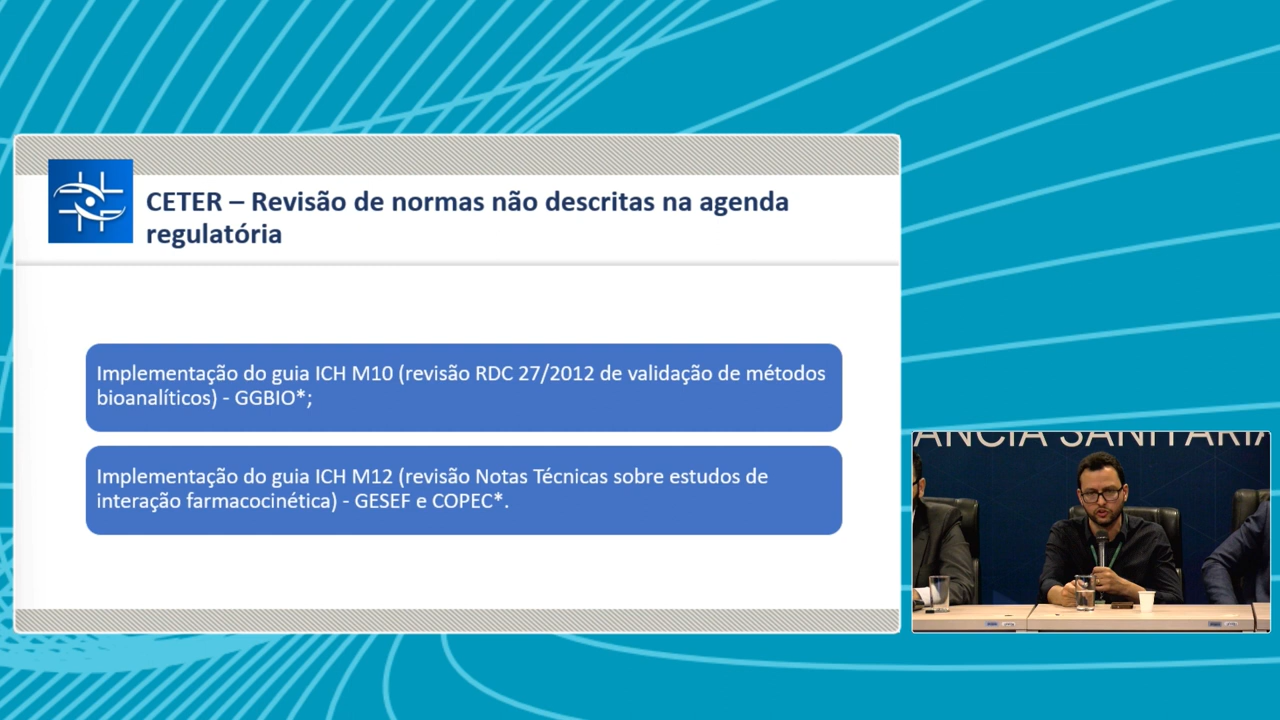 CETER – Revisão de normas não descritas na agenda
regulatória
Implementação do guia ICH M10 (revisão RDC 27/2012 de validação de métodos
bioanalíticos) - GGBIO*;
Implementação do guia ICH M12 (revisão Notas Técnicas sobre estudos de
interação farmacocinética) - GESEF e COPEC*.
ANCIA SANITARIA